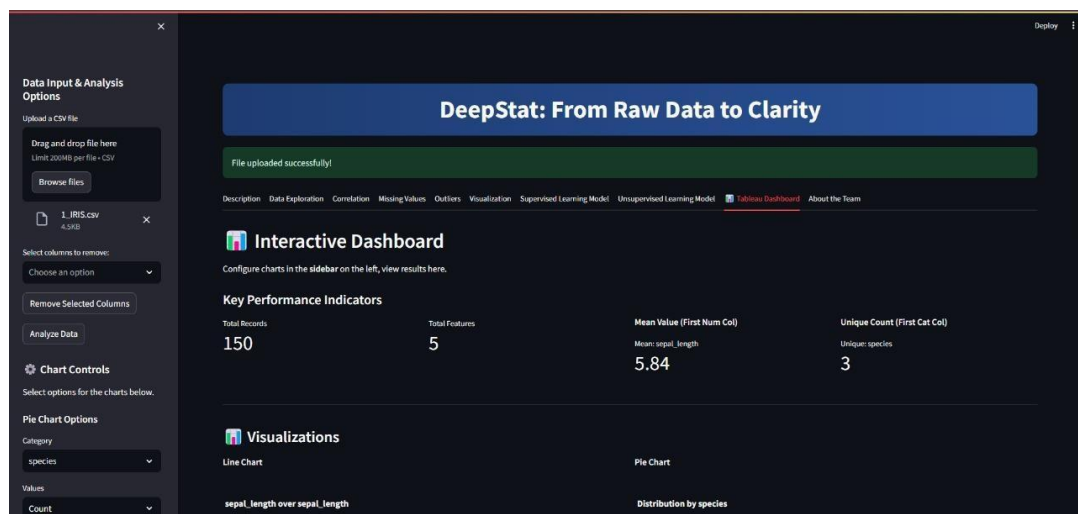 Deploy
Data Input & Analysis
Options
Upload a CSV file
Drag and drop file here
Limit 200MB per file • CSV
Browse files
1_IRIS.csv
4.5KB
Select columns to remove:
Choose an option
Remove Selected Columns
Analyze Data
Chart Controls
Select options for the charts below.
Pie Chart Options
Category
species
Values
Count
DeepStat: From Raw Data to Clarity
File uploaded successfully!
Description Data Exploration Correlation Missing Values Outliers Visualization Supervised Learning Model Unsupervised Learning Model Tableau Dashboard About the Team
Interactive Dashboard
Configure charts in the sidebar on the left, view results here.
Key Performance Indicators
Total Records
150
Total Features
5
Mean Value (First Num Col)
Mean: sepal_length
5.84
Unique Count (First Cat Col)
Unique: species
3
Visualizations
Line Chart
sepal_length over sepal_length
Pie Chart
Distribution by species